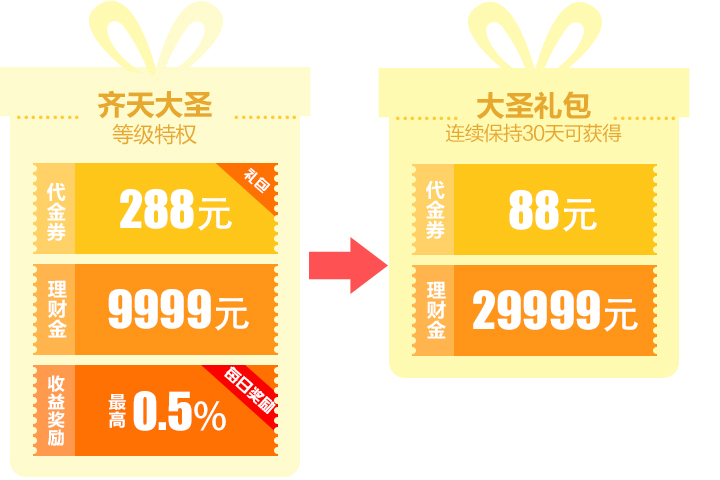 齐天大圣
等级特权
代金券
288元
礼包
理财金
9999元
收益奖励
最高
0.5%
每日奖励
大圣礼包
连续保持30天可获得
代金券
88元
理财金
29999元